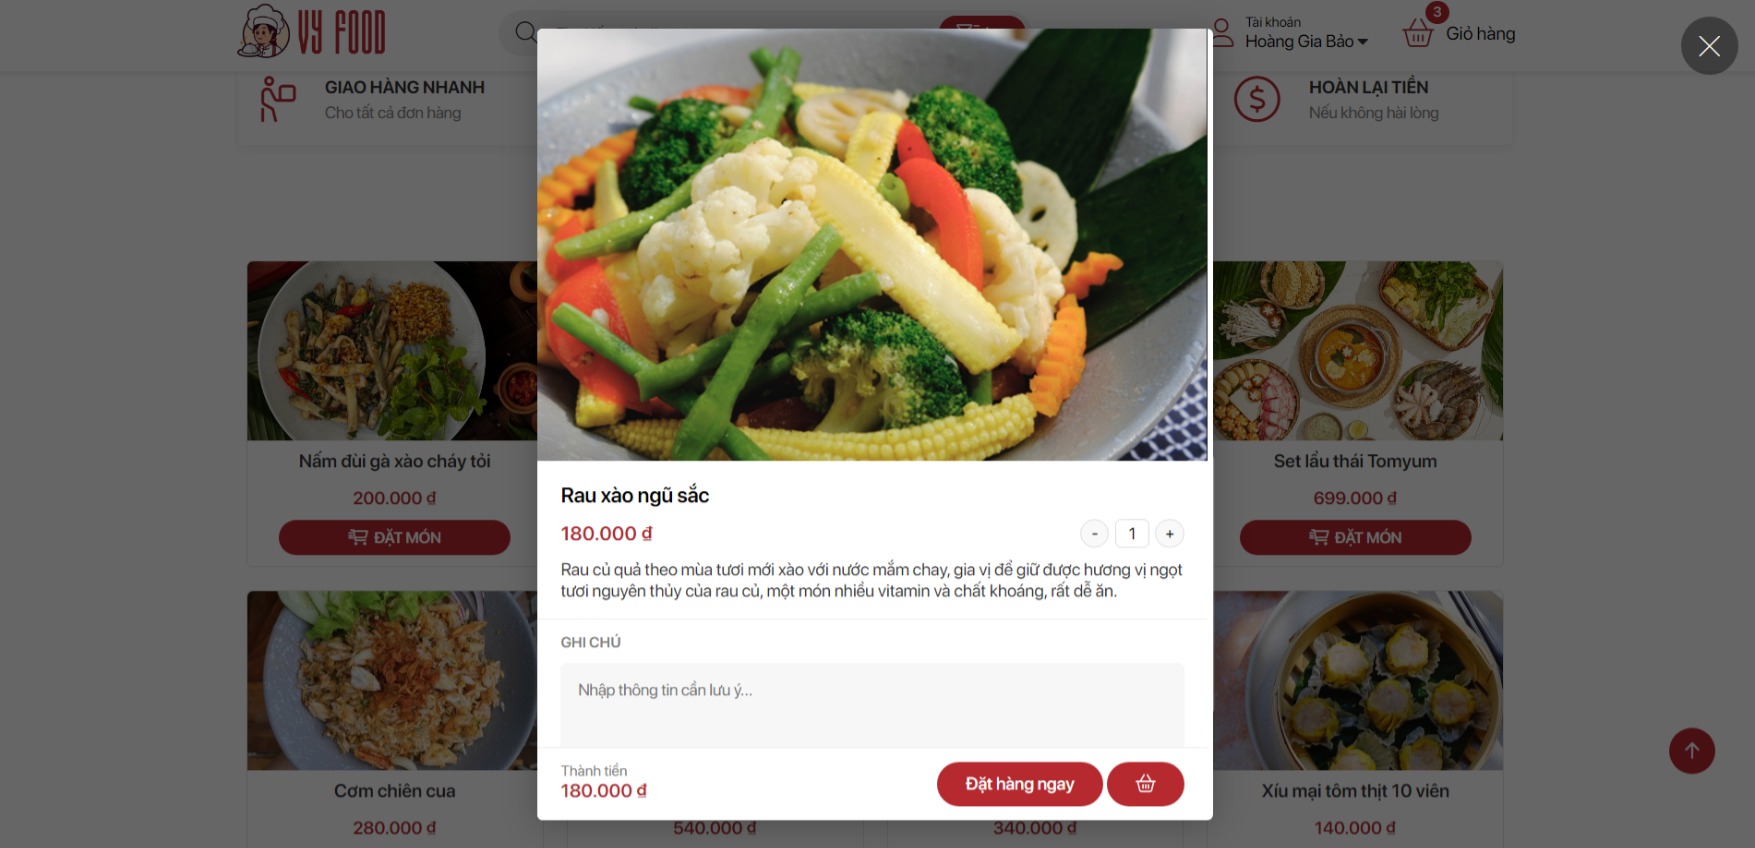 VY FOOD
Tài khoản
Hoàng Gia Bảo
3
Giỏ hàng
GIAO HÀNG NHANH
Cho tất cả đơn hàng
HOÀN LẠI TIỀN
Nếu không hài lòng
Nấm đùi gà xào cháy tỏi
200.000 ₫
ĐẶT MÓN
Set lẩu thái Tomyum
699.000 ₫
ĐẶT MÓN
Rau xào ngũ sắc
180.000 ₫
- 1 +
Rau củ quả theo mùa tươi mới xào với nước mắm chay, gia vị để giữ được hương vị ngọt
tươi nguyên thủy của rau củ, một món nhiều vitamin và chất khoáng, rất dễ ăn.
GHI CHÚ
Nhập thông tin cần lưu ý...
Thành tiền
180.000 ₫
Đặt hàng ngay
Cơm chiên cua
280.000 ₫
540.000 ₫
340.000 ₫
Xíu mại tôm thịt 10 viên
140.000 ₫